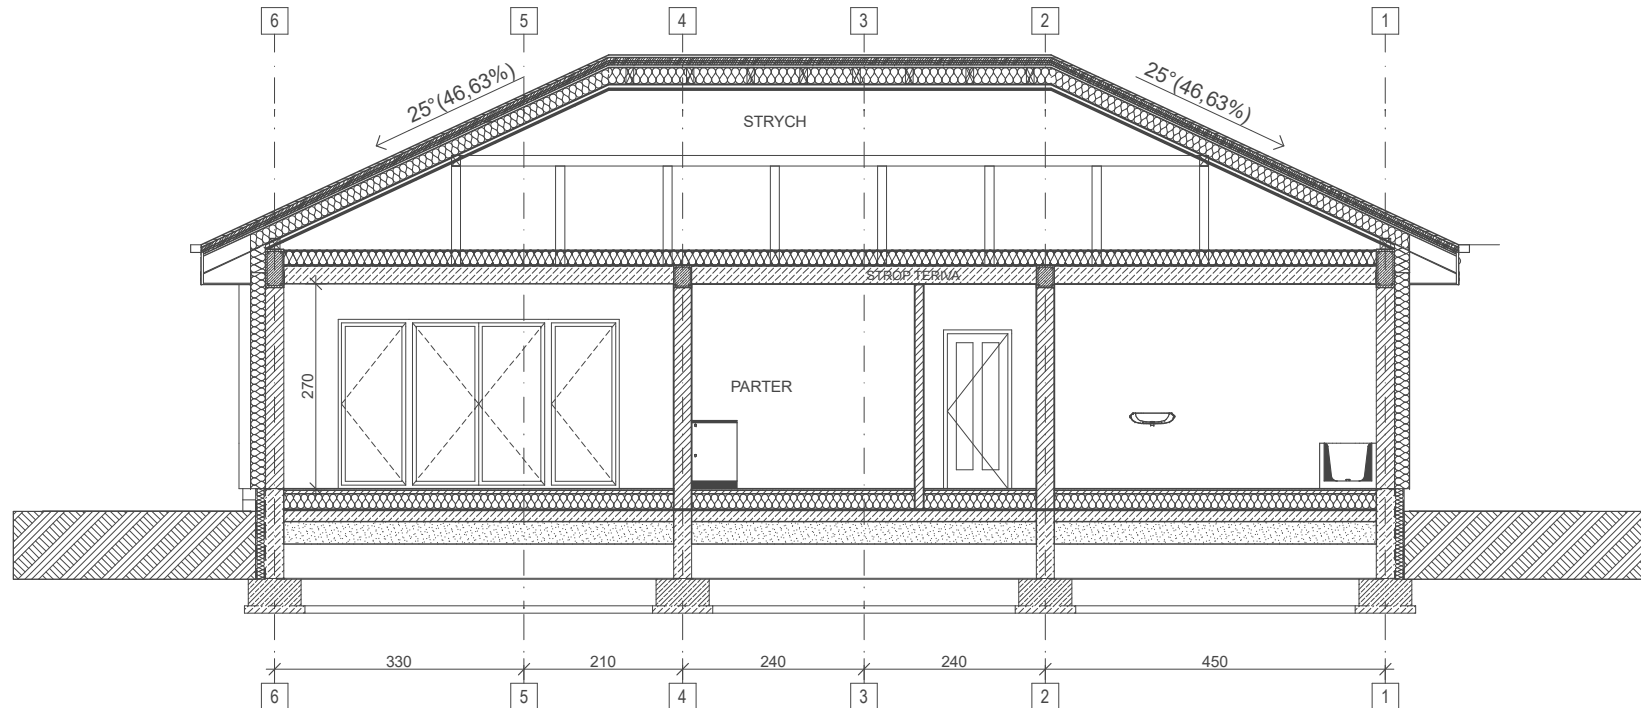 6 5 4 3 2 1
25°(46,63%) 25°(46,63%)
STRYCH
STROP TERIVA
270
PARTER
330 210 240 240 450
6 5 4 3 2 1